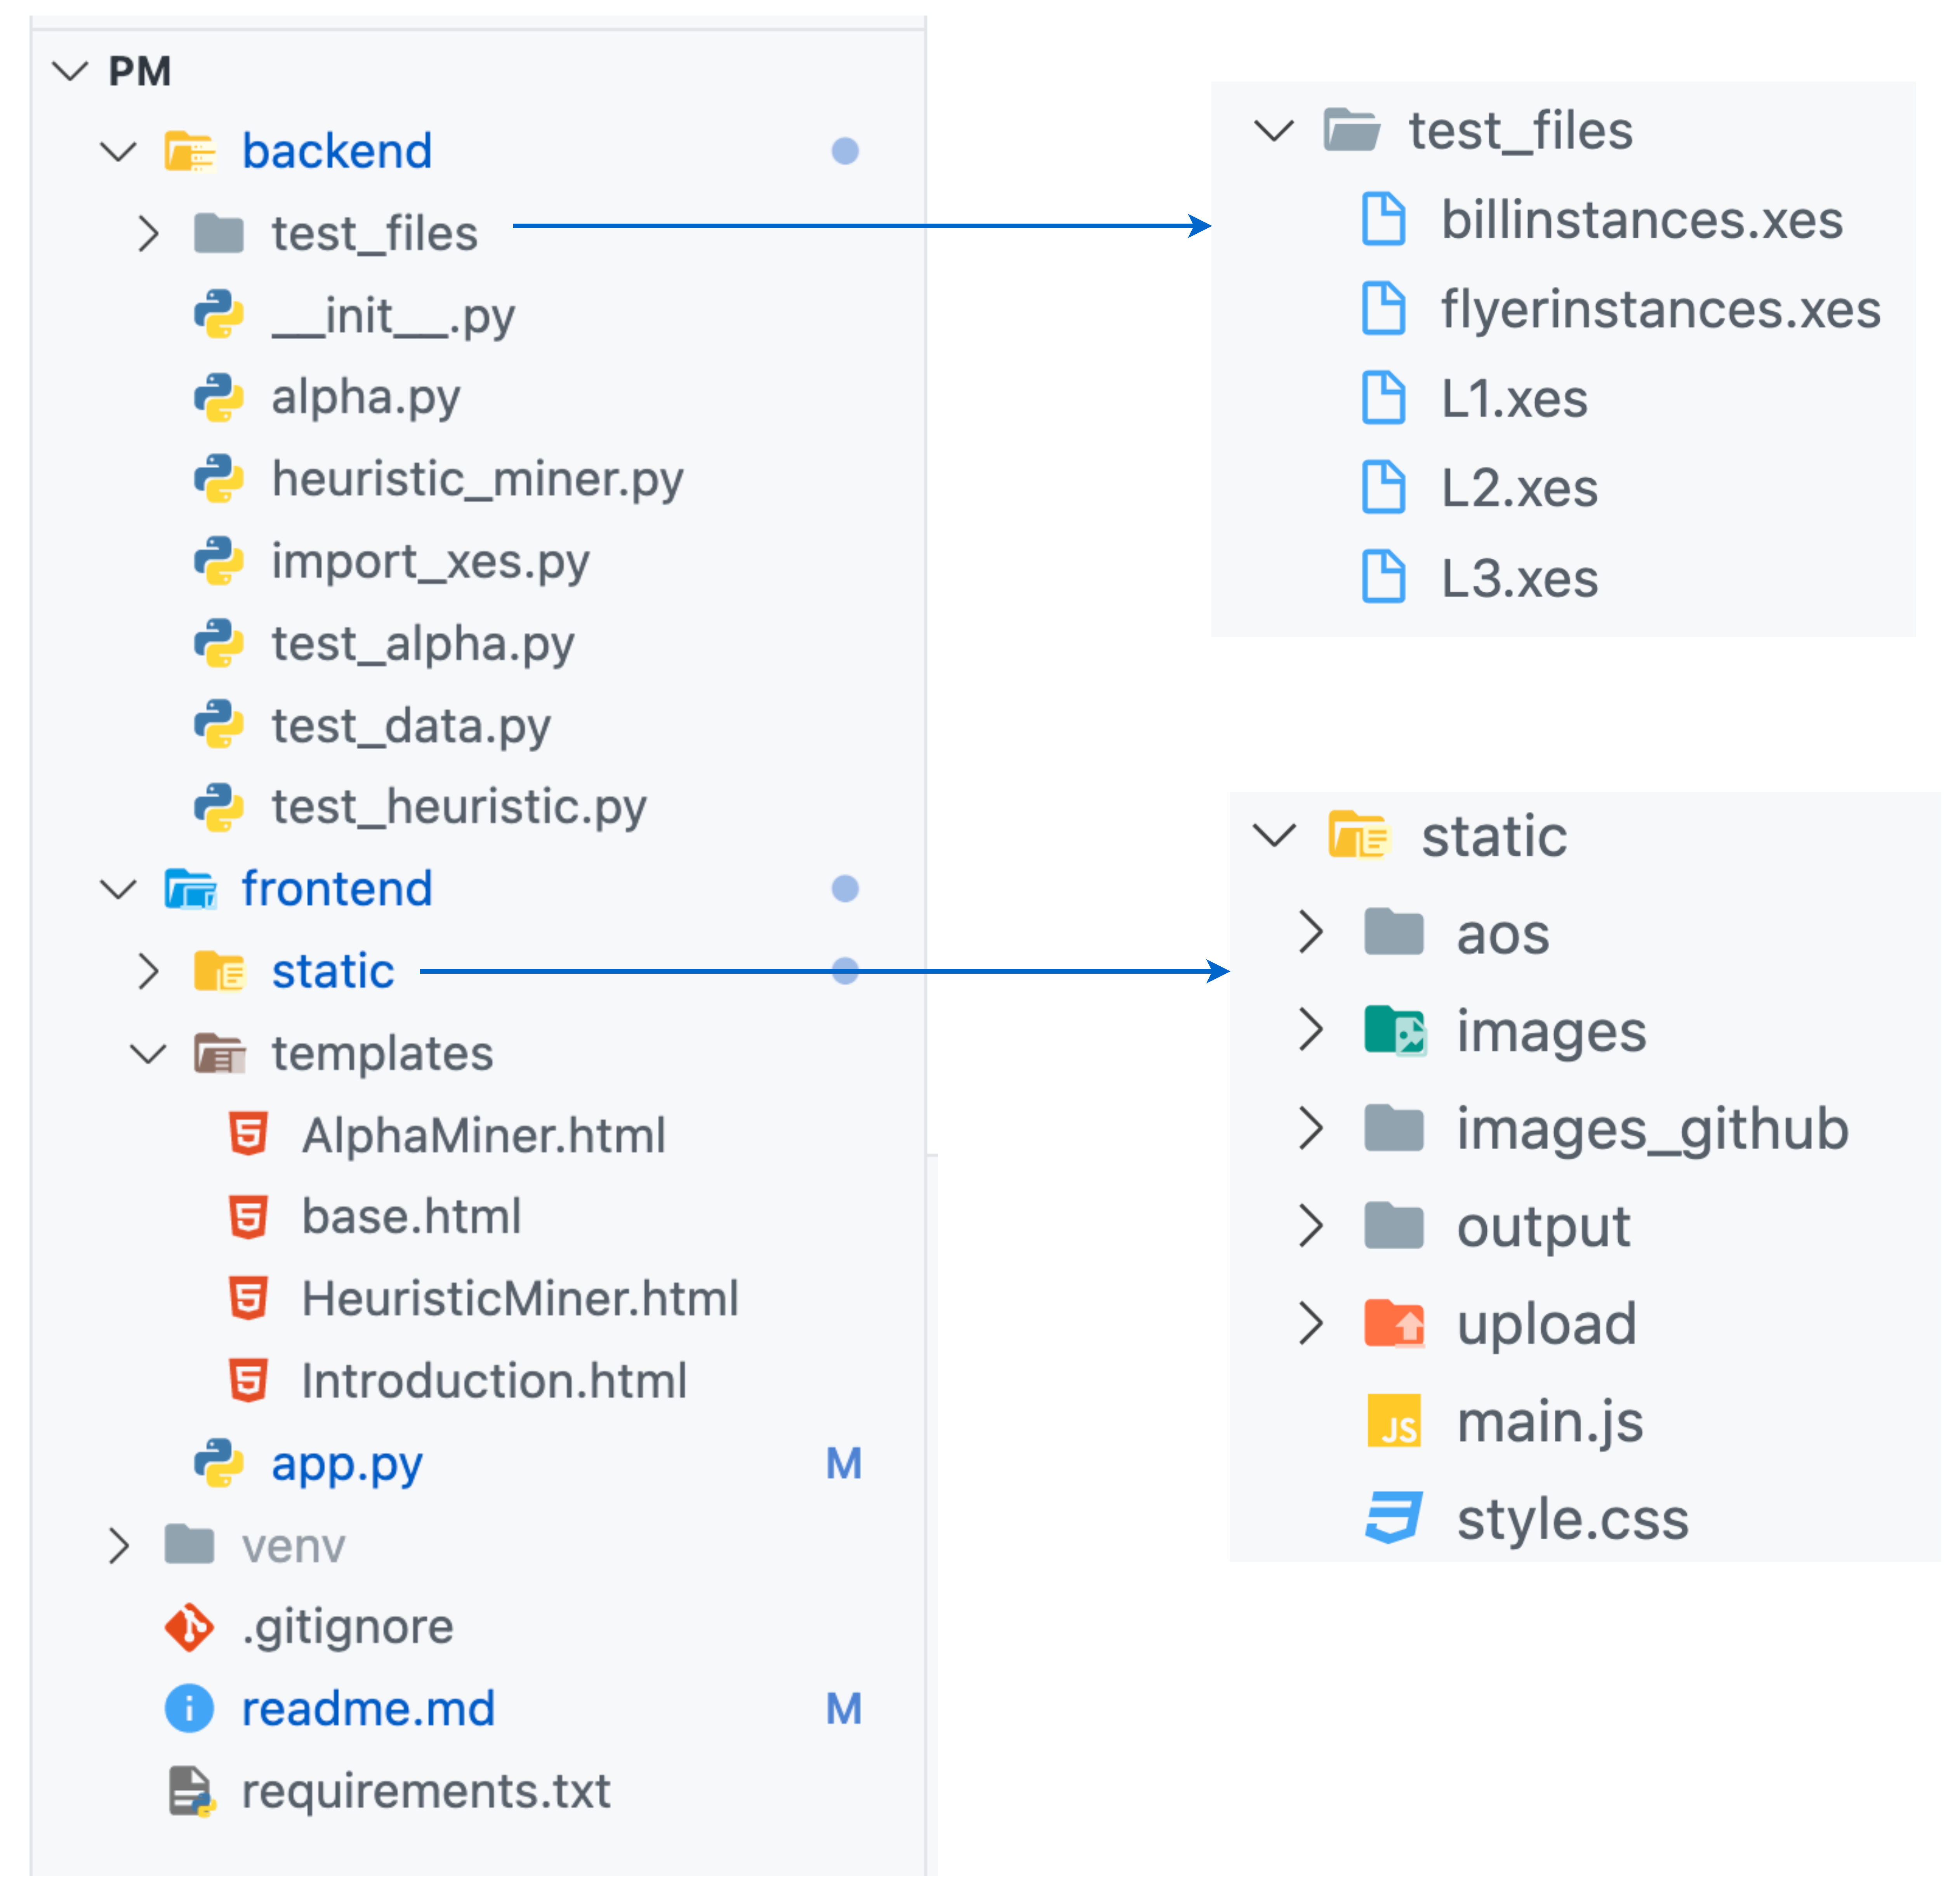 PM
backend
test_files
__init__.py
alpha.py
heuristic_miner.py
import_xes.py
test_alpha.py
test_data.py
test_heuristic.py
frontend
static
templates
AlphaMiner.html
base.html
HeuristicMiner.html
Introduction.html
app.py M
venv
.gitignore
readme.md M
requirements.txt
test_files
billinstances.xes
flyerinstances.xes
L1.xes
L2.xes
L3.xes
static
aos
images
images_github
output
upload
JS main.js
style.css